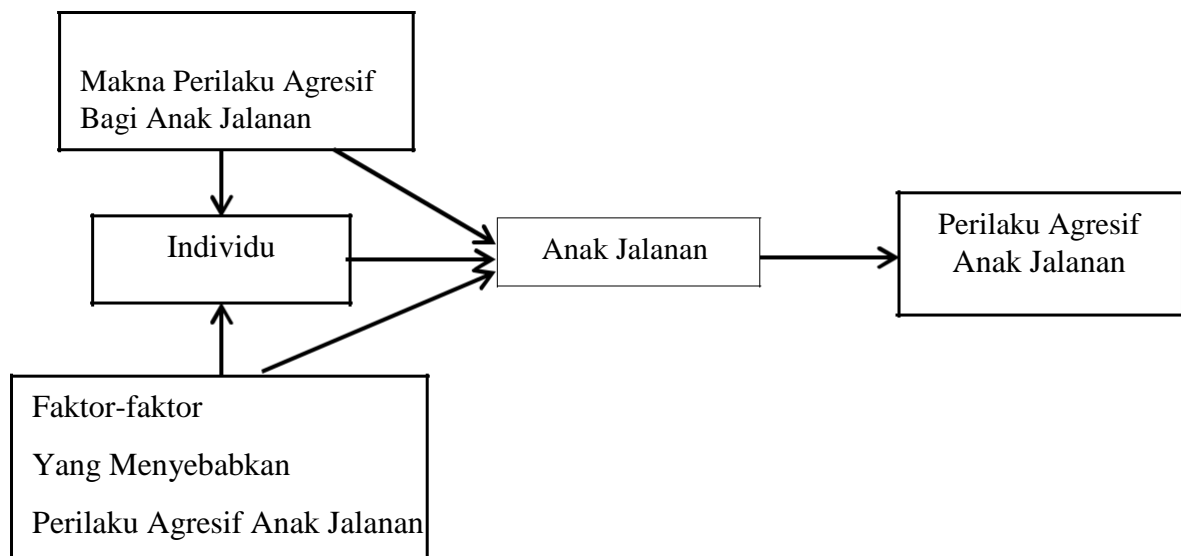 Makna Perilaku Agresif
Bagi Anak Jalanan
Individu
Anak Jalanan
Perilaku Agresif
Anak Jalanan
Faktor-faktor
Yang Menyebabkan
Perilaku Agresif Anak Jalanan